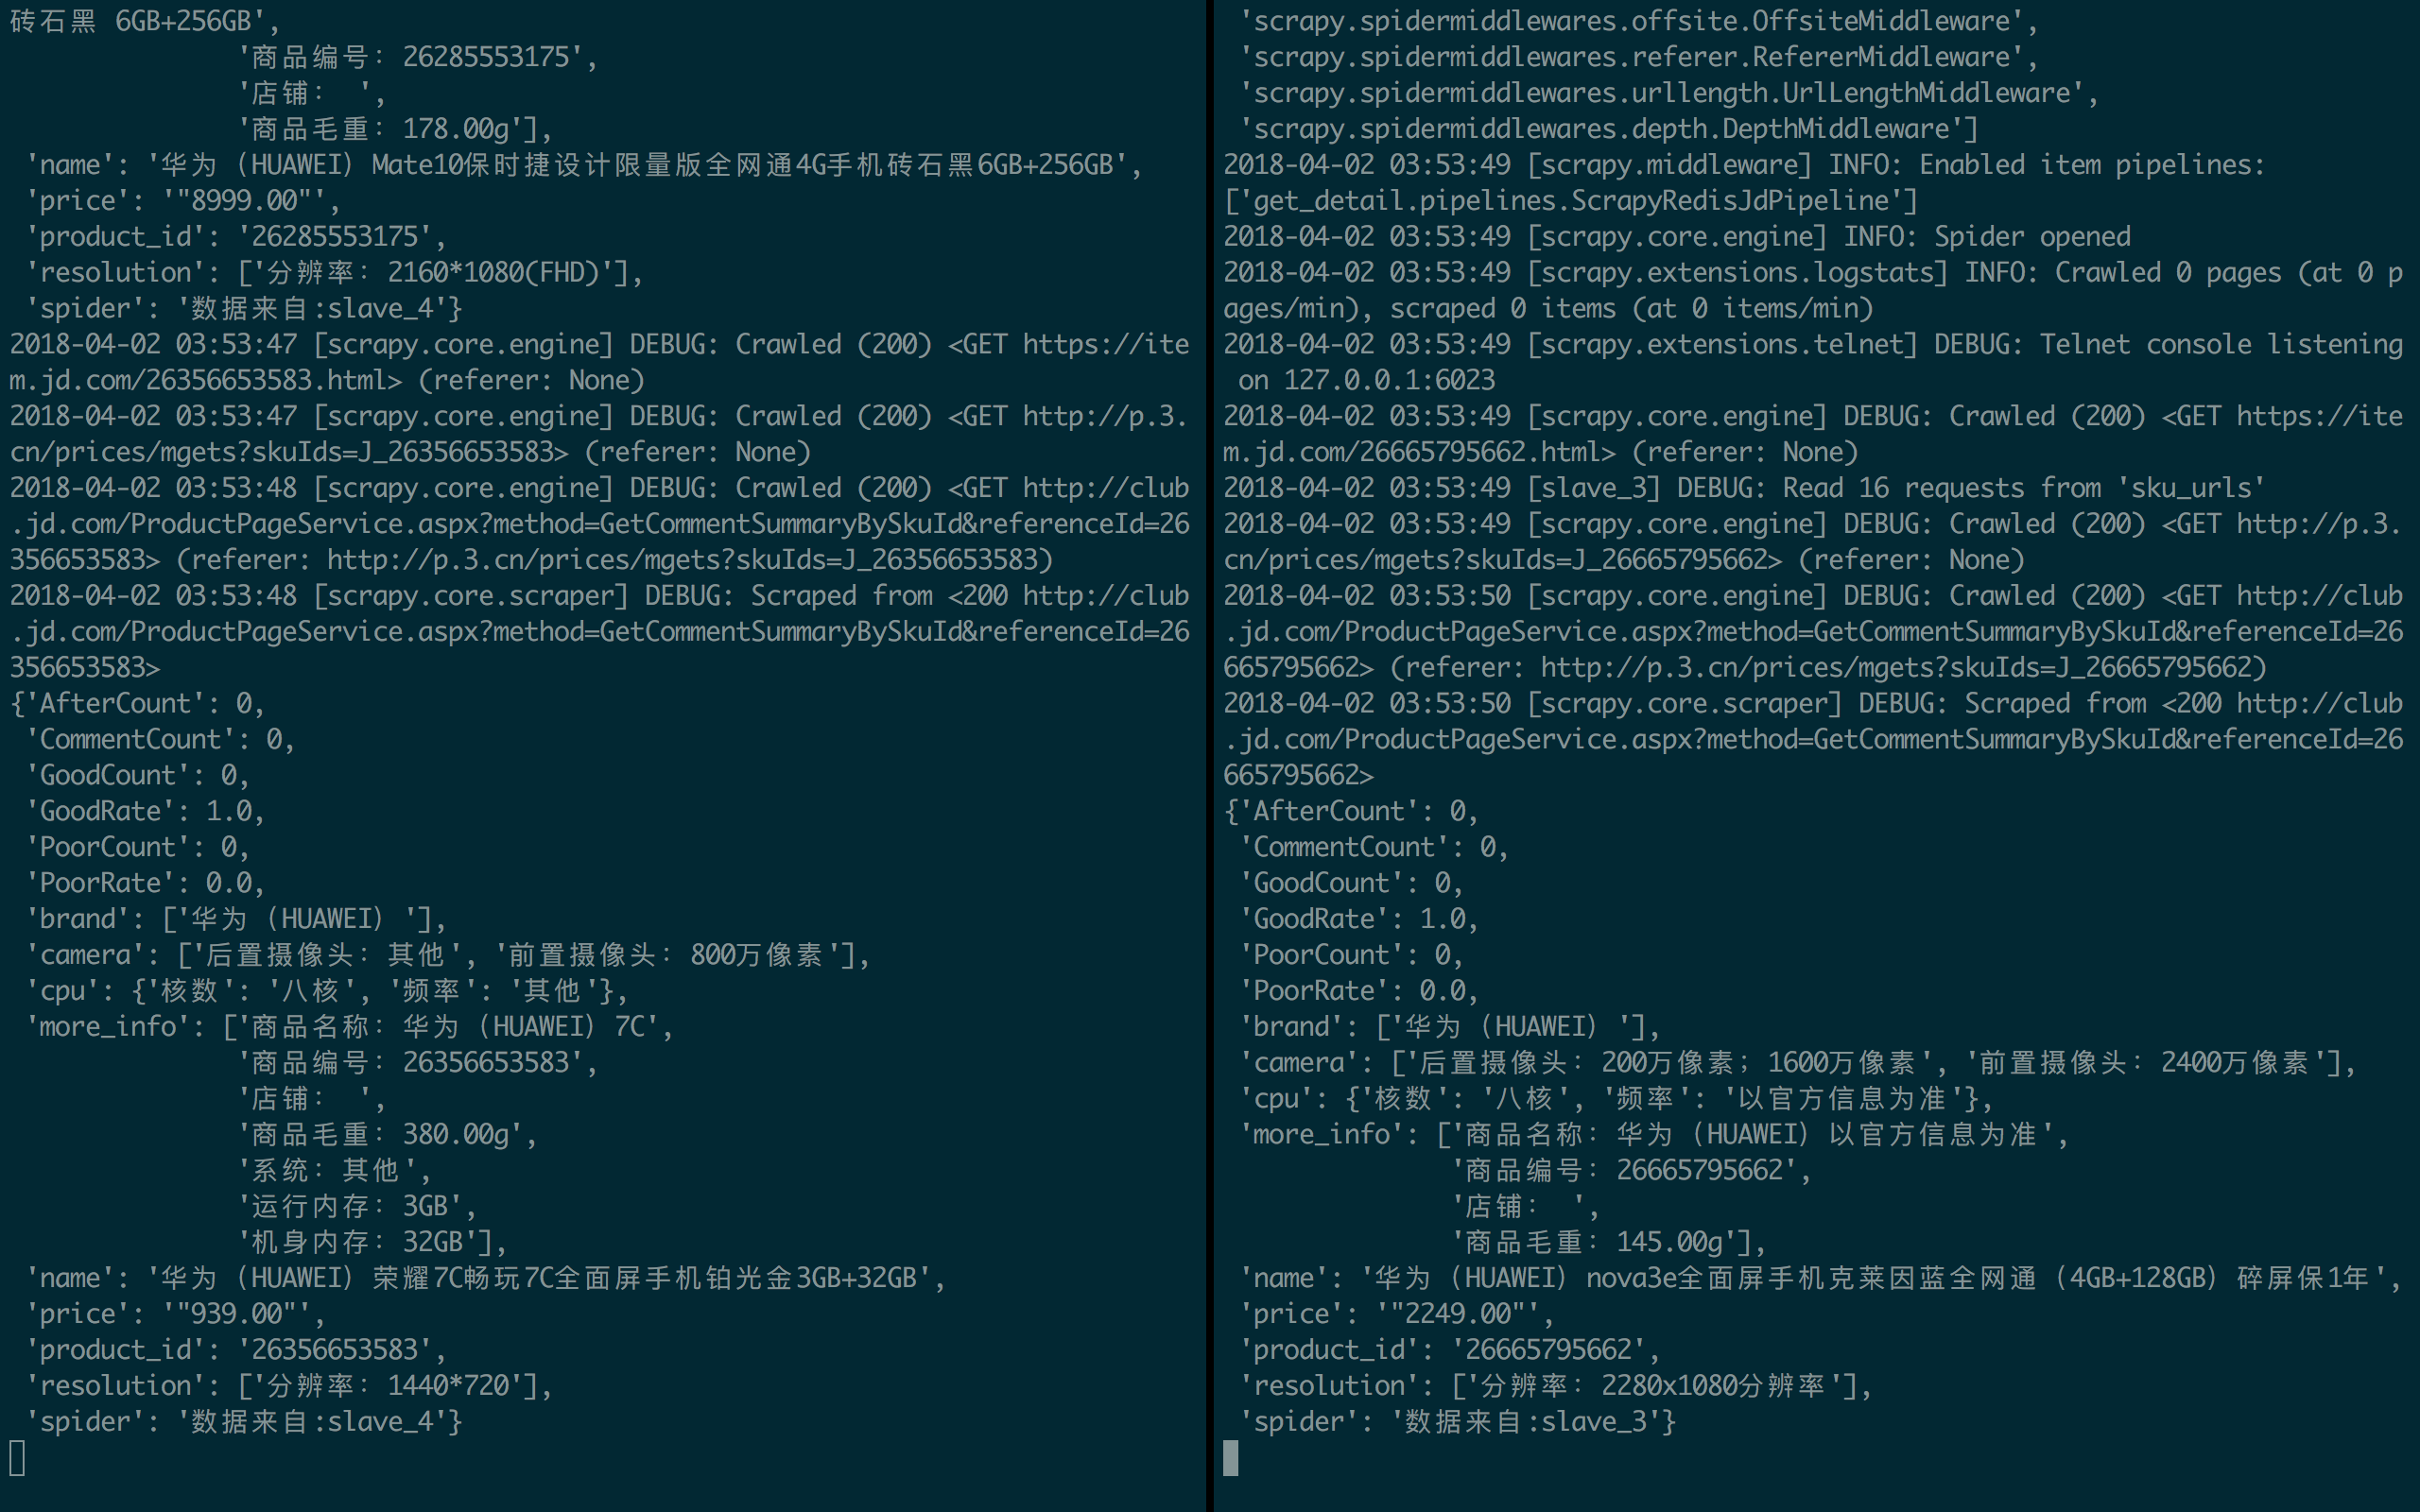 砖石黑 6GB+256GB',
'商品编号: 26285553175',
'店铺: ',
'商品毛重: 178.00g'],
'name': '华为（HUAWEI）Mate10保时捷设计限量版全网通4G手机砖石黑6GB+256GB',
'price': '"8999.00"',
'product_id': '26285553175',
'resolution': ['分辨率: 2160*1080(FHD)'],
'spider': '数据来自:slave_4'}
2018-04-02 03:53:47 [scrapy.core.engine] DEBUG: Crawled (200) <GET https://ite
m.jd.com/26356653583.html> (referer: None)
2018-04-02 03:53:47 [scrapy.core.engine] DEBUG: Crawled (200) <GET http://p.3.
cn/prices/mgets?skuIds=J_26356653583> (referer: None)
2018-04-02 03:53:48 [scrapy.core.engine] DEBUG: Crawled (200) <GET http://club
.jd.com/ProductPageService.aspx?method=GetCommentSummaryBySkuId&referenceId=26
356653583> (referer: http://p.3.cn/prices/mgets?skuIds=J_26356653583)
2018-04-02 03:53:48 [scrapy.core.scraper] DEBUG: Scraped from <200 http://club
.jd.com/ProductPageService.aspx?method=GetCommentSummaryBySkuId&referenceId=26
356653583>
{'AfterCount': 0,
'CommentCount': 0,
'GoodCount': 0,
'GoodRate': 1.0,
'PoorCount': 0,
'PoorRate': 0.0,
'brand': ['华为（HUAWEI）'],
'camera': ['后置摄像头: 其他', '前置摄像头: 800万像素'],
'cpu': {'核数': '八核', '频率': '其他'},
'more_info': ['商品名称: 华为（HUAWEI）7C',
'商品编号: 26356653583',
'店铺: ',
'商品毛重: 380.00g',
'系统: 其他',
'运行内存: 3GB',
'机身内存: 32GB'],
'name': '华为（HUAWEI）荣耀7C畅玩7C全面屏手机铂光金3GB+32GB',
'price': '"939.00"',
'product_id': '26356653583',
'resolution': ['分辨率: 1440*720'],
'spider': '数据来自:slave_4'}
'scrapy.spidermiddlewares.offsite.OffsiteMiddleware',
'scrapy.spidermiddlewares.referer.RefererMiddleware',
'scrapy.spidermiddlewares.urllength.UrlLengthMiddleware',
'scrapy.spidermiddlewares.depth.DepthMiddleware']
2018-04-02 03:53:49 [scrapy.middleware] INFO: Enabled item pipelines:
['get_detail.pipelines.ScrapyRedisJdPipeline']
2018-04-02 03:53:49 [scrapy.core.engine] INFO: Spider opened
2018-04-02 03:53:49 [scrapy.extensions.logstats] INFO: Crawled 0 pages (at 0 p
ages/min), scraped 0 items (at 0 items/min)
2018-04-02 03:53:49 [scrapy.extensions.telnet] DEBUG: Telnet console listening
on 127.0.0.1:6023
2018-04-02 03:53:49 [scrapy.core.engine] DEBUG: Crawled (200) <GET https://ite
m.jd.com/26665795662.html> (referer: None)
2018-04-02 03:53:49 [slave_3] DEBUG: Read 16 requests from 'sku_urls'
2018-04-02 03:53:49 [scrapy.core.engine] DEBUG: Crawled (200) <GET http://p.3.
cn/prices/mgets?skuIds=J_26665795662> (referer: None)
2018-04-02 03:53:50 [scrapy.core.engine] DEBUG: Crawled (200) <GET http://club
.jd.com/ProductPageService.aspx?method=GetCommentSummaryBySkuId&referenceId=26
665795662> (referer: http://p.3.cn/prices/mgets?skuIds=J_26665795662)
2018-04-02 03:53:50 [scrapy.core.scraper] DEBUG: Scraped from <200 http://club
.jd.com/ProductPageService.aspx?method=GetCommentSummaryBySkuId&referenceId=26
665795662>
{'AfterCount': 0,
'CommentCount': 0,
'GoodCount': 0,
'GoodRate': 1.0,
'PoorCount': 0,
'PoorRate': 0.0,
'brand': ['华为（HUAWEI）'],
'camera': ['后置摄像头: 200万像素; 1600万像素', '前置摄像头: 2400万像素'],
'cpu': {'核数': '八核', '频率': '以官方信息为准'},
'more_info': ['商品名称: 华为（HUAWEI）以官方信息为准',
'商品编号: 26665795662',
'店铺: ',
'商品毛重: 145.00g'],
'name': '华为（HUAWEI）nova3e全面屏手机克莱因蓝全网通（4GB+128GB）碎屏保1年',
'price': '"2249.00"',
'product_id': '26665795662',
'resolution': ['分辨率: 2280x1080分辨率'],
'spider': '数据来自:slave_3'}